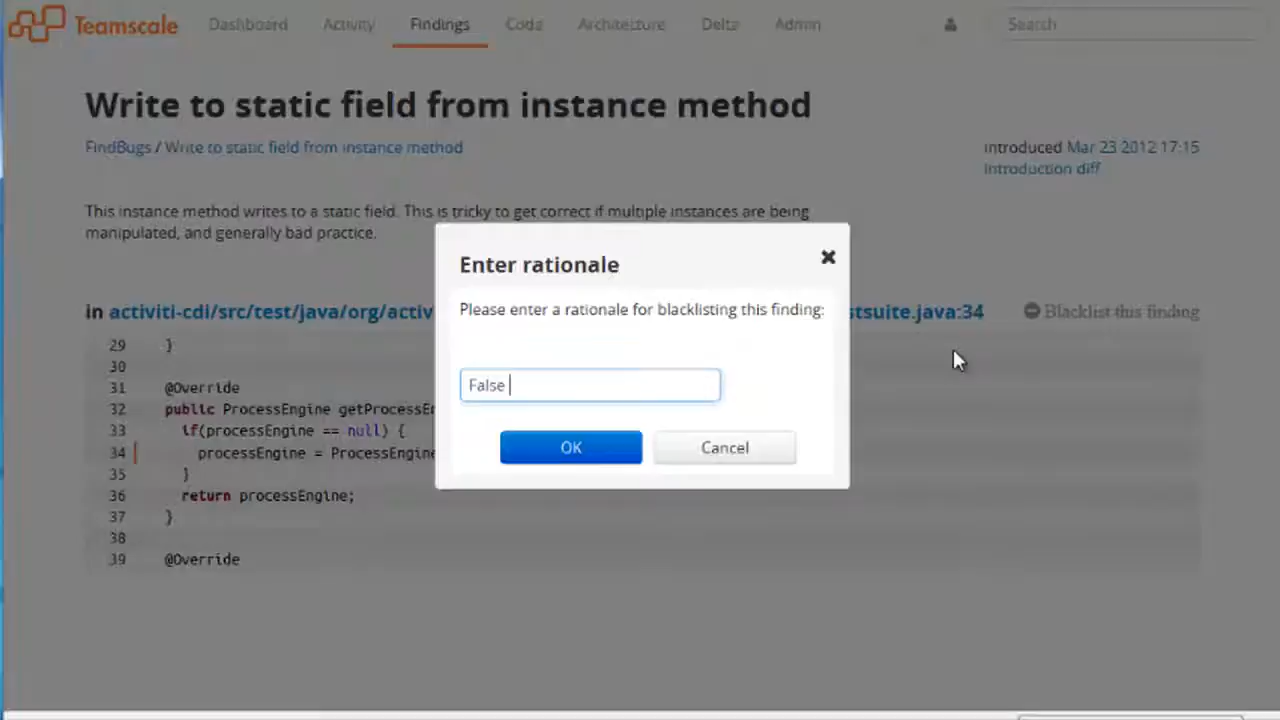 Teamscale Dashboard Activity Findings Code Architecture Delta Admin Search
Write to static field from instance method
FindBugs / Write to static field from instance method
introduced Mar 23 2012 17:15
Introduction diff
This instance method writes to a static field. This is tricky to get correct if multiple instances are being
manipulated, and generally bad practice.
Enter rationale
Please enter a rationale for blacklisting this finding:
False
OK Cancel
in activiti-cdi/src/test/java/org/activ stsuite.java:34 Blacklist this finding
29 }
30
31 @Override
32 public ProcessEngine getProcessEn
33 if(processEngine == null) {
34 processEngine = ProcessEngine
35 }
36 return processEngine;
37 }
38
39 @Override